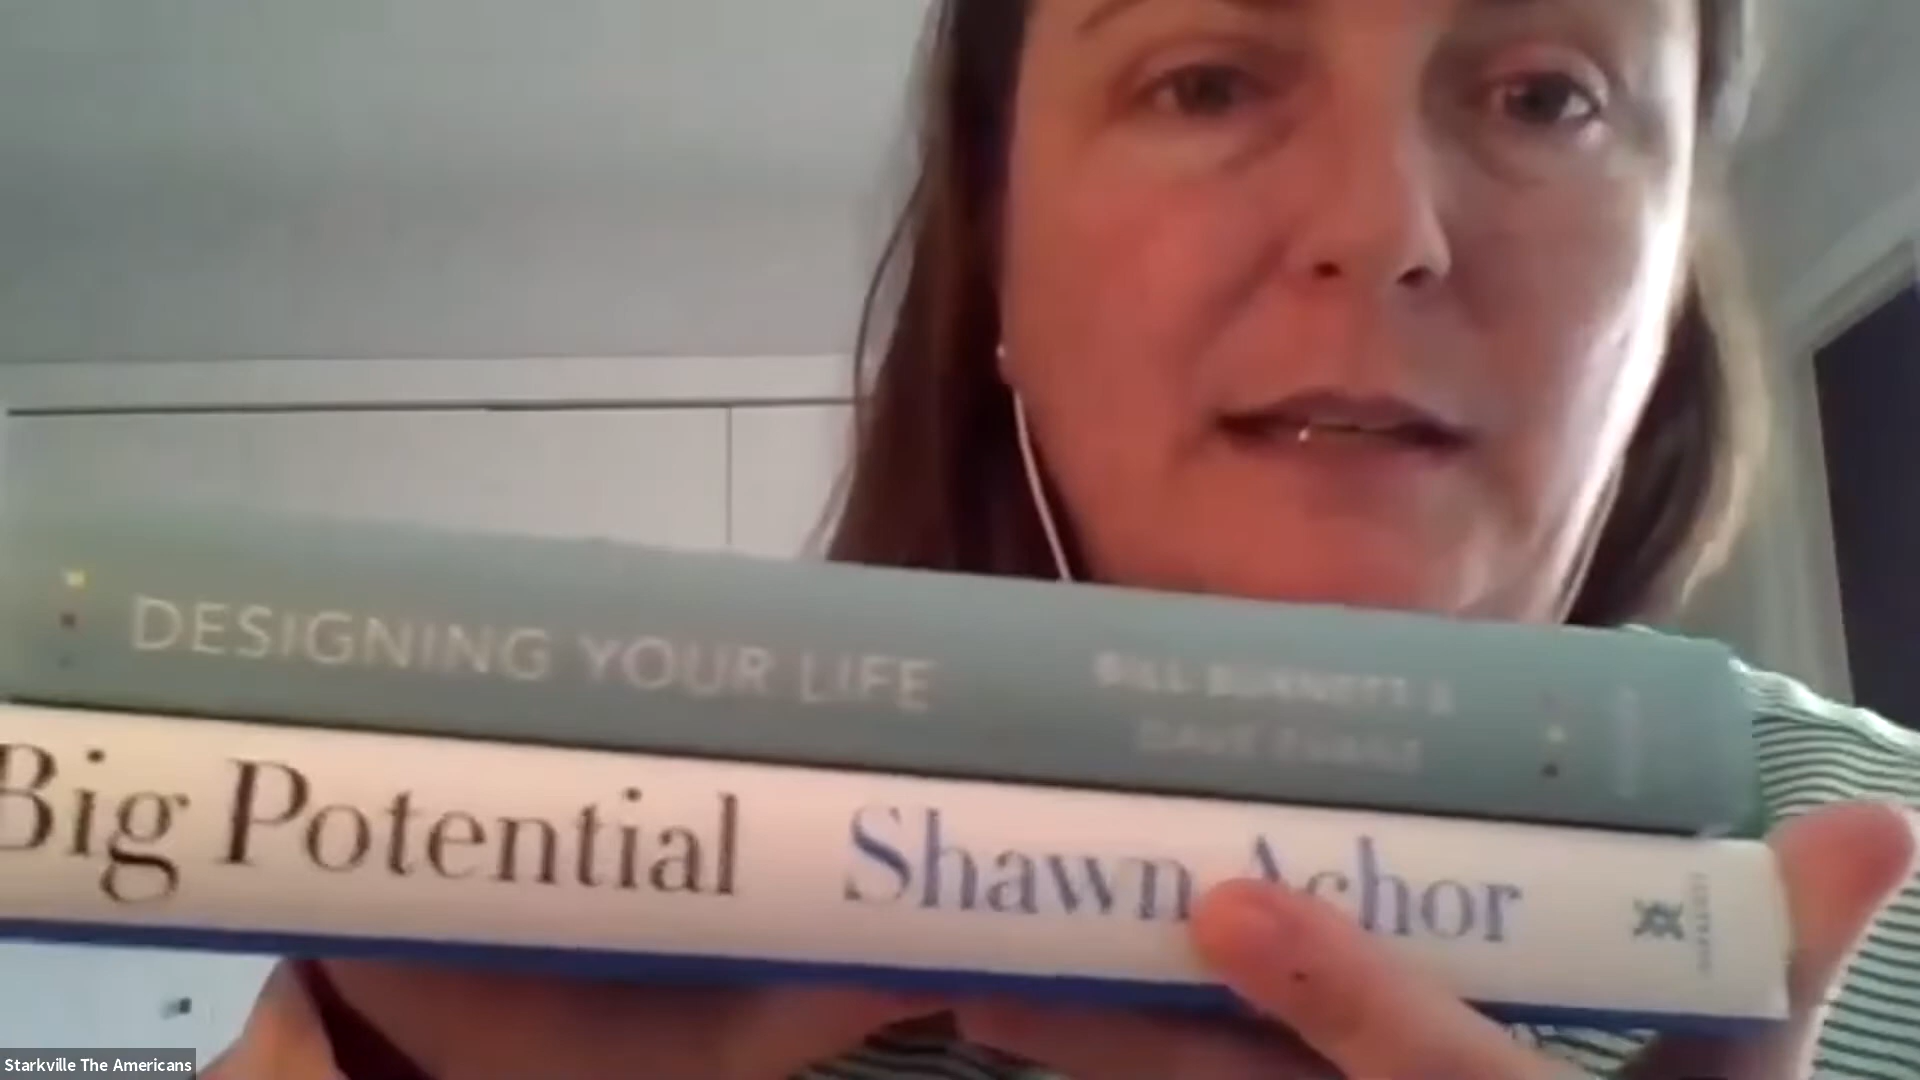 DESIGNING YOUR LIFE
BILL BURNETT &
DAVE EVANS
Big Potential Shawn Achor
Starkville The Americans